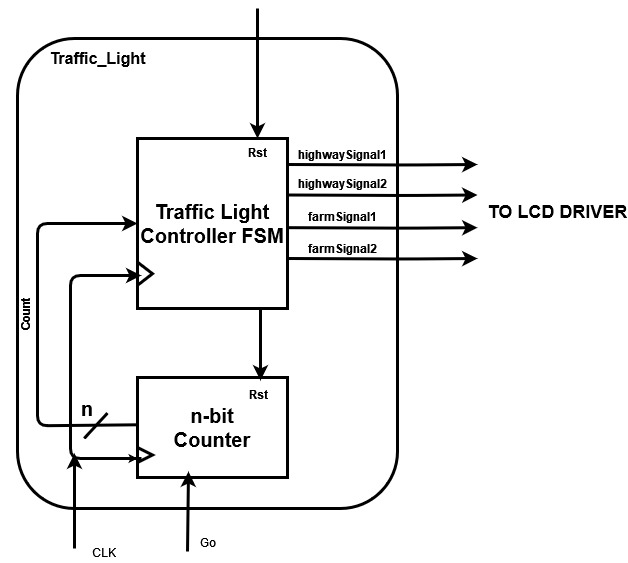 Traffic_Light
Rst
highwaySignal1
highwaySignal2
farmSignal1
farmSignal2
TO LCD DRIVER
Traffic Light
Controller FSM
Count
n
Rst
n-bit
Counter
CLK
Go